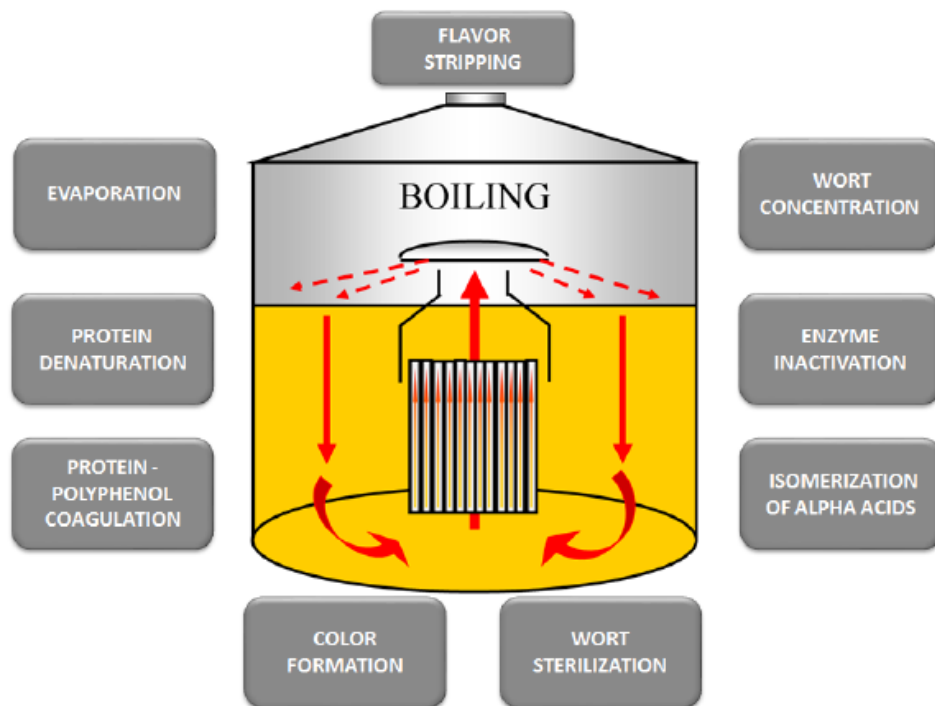 FLAVOR
STRIPPING
EVAPORATION
BOILING
WORT
CONCENTRATION
PROTEIN
DENATURATION
ENZYME
INACTIVATION
PROTEIN -
POLYPHENOL
COAGULATION
ISOMERIZATION
OF ALPHA ACIDS
COLOR
FORMATION
WORT
STERILIZATION